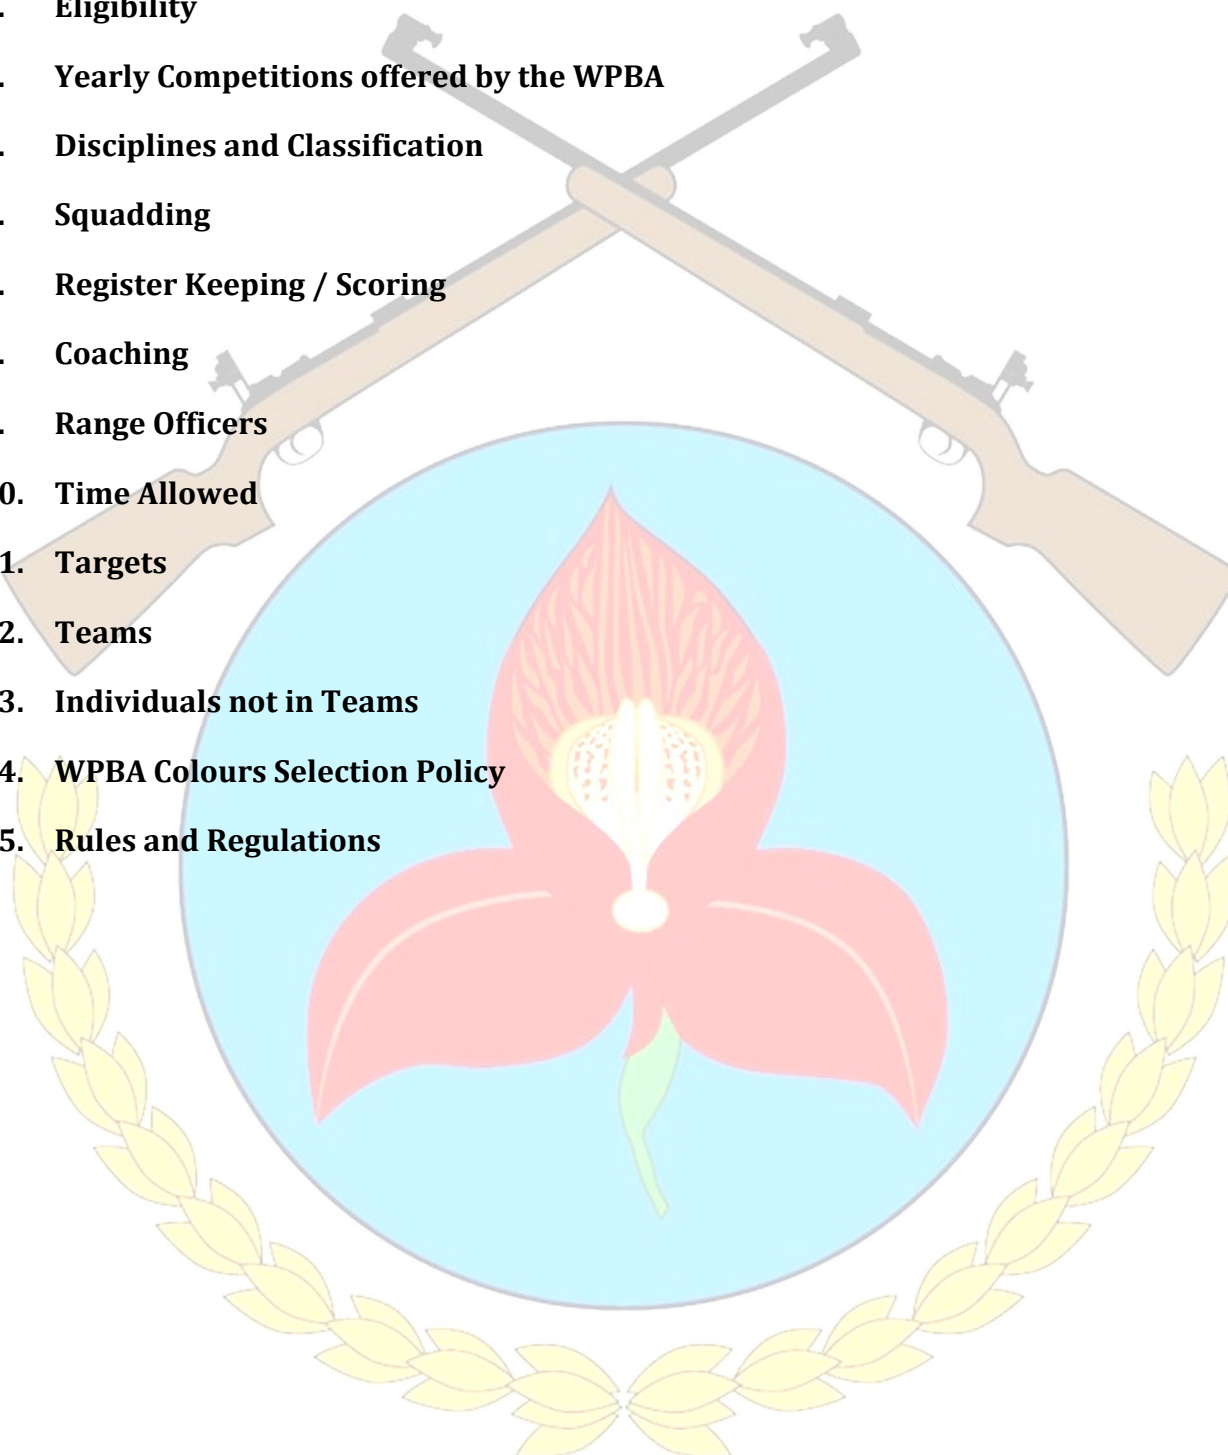 . Eligibility
. Yearly Competitions offered by the WPBA
. Disciplines and Classification
. Squadding
. Register Keeping / Scoring
. Coaching
. Range Officers
0. Time Allowed
1. Targets
2. Teams
3. Individuals not in Teams
4. WPBA Colours Selection Policy
5. Rules and Regulations